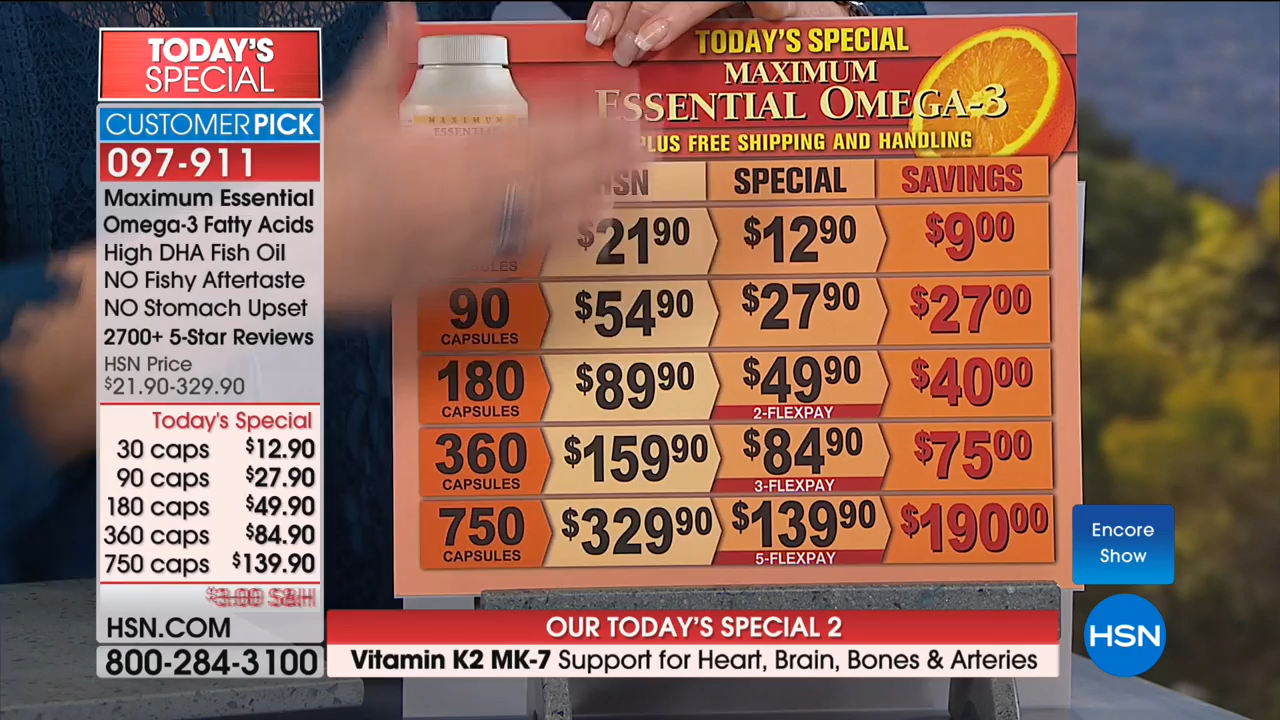 TODAY'S
SPECIAL
CUSTOMER PICK
097-911
Maximum Essential
Omega-3 Fatty Acids
High DHA Fish Oil
NO Fishy Aftertaste
NO Stomach Upset
2700+ 5-Star Reviews
HSN Price
$21.90-329.90
Today's Special
30 caps $12.90
90 caps $27.90
180 caps $49.90
360 caps $84.90
750 caps $139.90
HSN.COM
800-284-3100
TODAY'S SPECIAL
MAXIMUM
ESSENTIAL OMEGA-3
PLUS FREE SHIPPING AND HANDLING
MAXIMUM
ESSENTIAL
HSN SPECIAL SAVINGS
$21.90 $12.90 $9.00
90 CAPSULES $54.90 $27.90 $27.00
180 CAPSULES $89.90 $49.90 $40.00
2-FLEXPAY
360 CAPSULES $159.90 $84.90 $75.00
3-FLEXPAY
750 CAPSULES $329.90 $139.90 $190.00
5-FLEXPAY
Encore
Show
HSN
OUR TODAY'S SPECIAL 2
Vitamin K2 MK-7 Support for Heart, Brain, Bones & Arteries